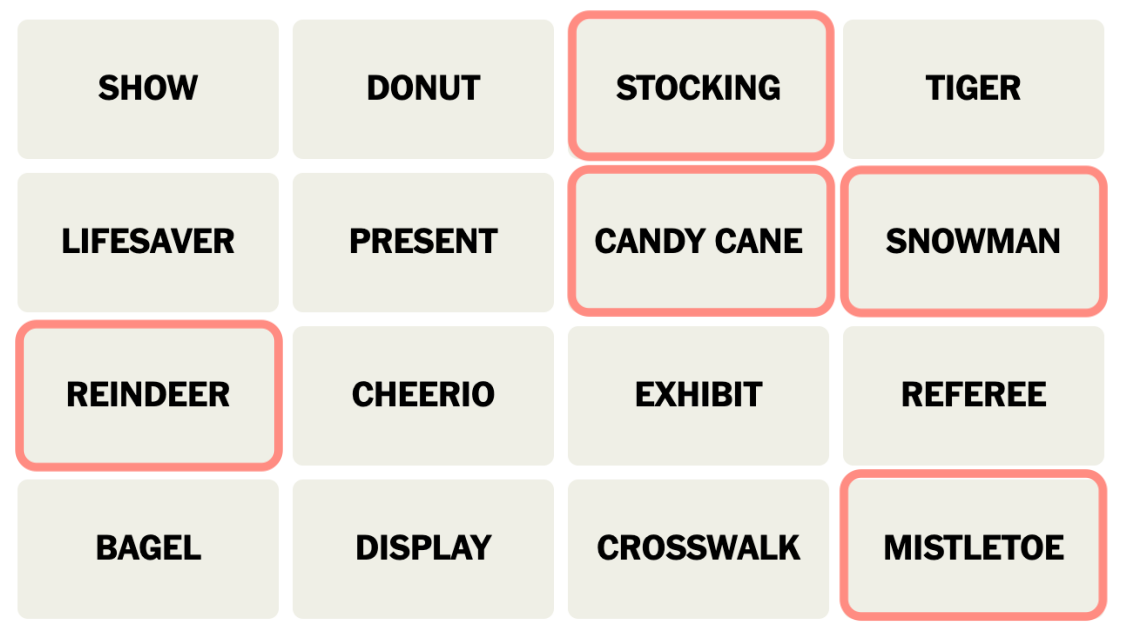 SHOW DONUT STOCKING TIGER
LIFESAVER PRESENT CANDY CANE SNOWMAN
REINDEER CHEERIO EXHIBIT REFEREE
BAGEL DISPLAY CROSSWALK MISTLETOE